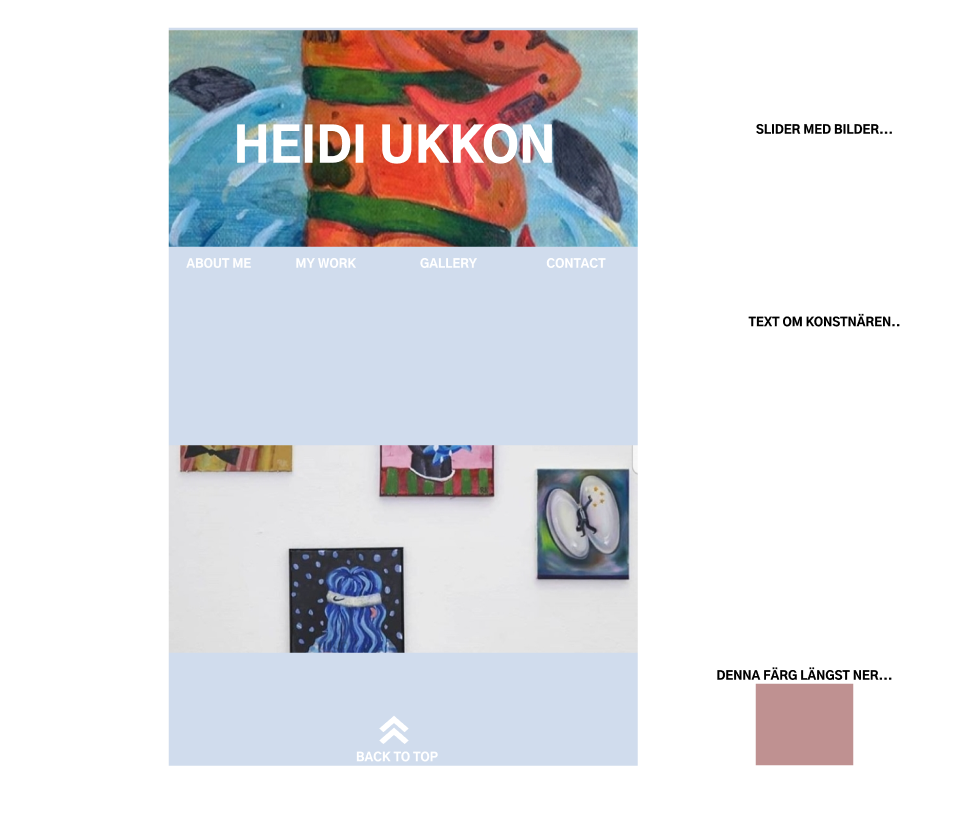 HEIDI UKKON
SLIDER MED BILDER...
ABOUT ME
MY WORK
GALLERY
CONTACT
TEXT OM KONSTNÄREN..
DENNA FÄRG LÄNGST NER...
BACK TO TOP